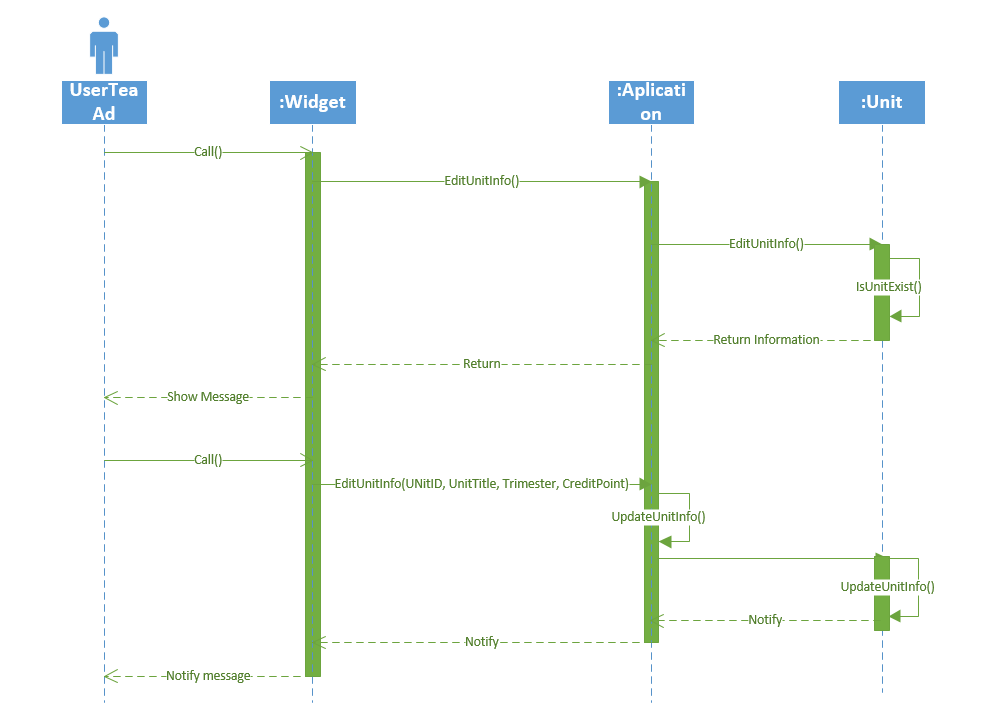 UserTea
Ad
:Widget
:Aplicati
on
:Unit
Call()
EditUnitInfo()
EditUnitInfo()
IsUnitExist()
Return Information
Return
Show Message
Call()
EditUnitInfo(UNitID, UnitTitle, Trimester, CreditPoint)
UpdateUnitInfo()
UpdateUnitInfo()
Notify
Notify
Notify message